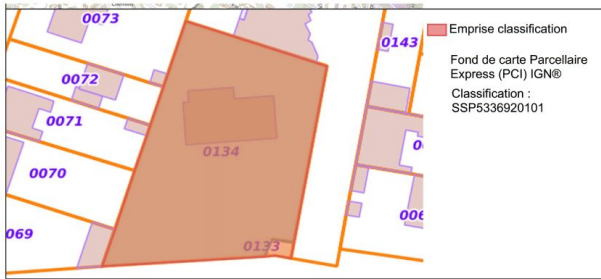 0073
0143
0072
0071
0134
0070
069
0133
Emprise classification
Fond de carte Parcellaire
Express (PCI) IGN®
Classification :
SSP5336920101